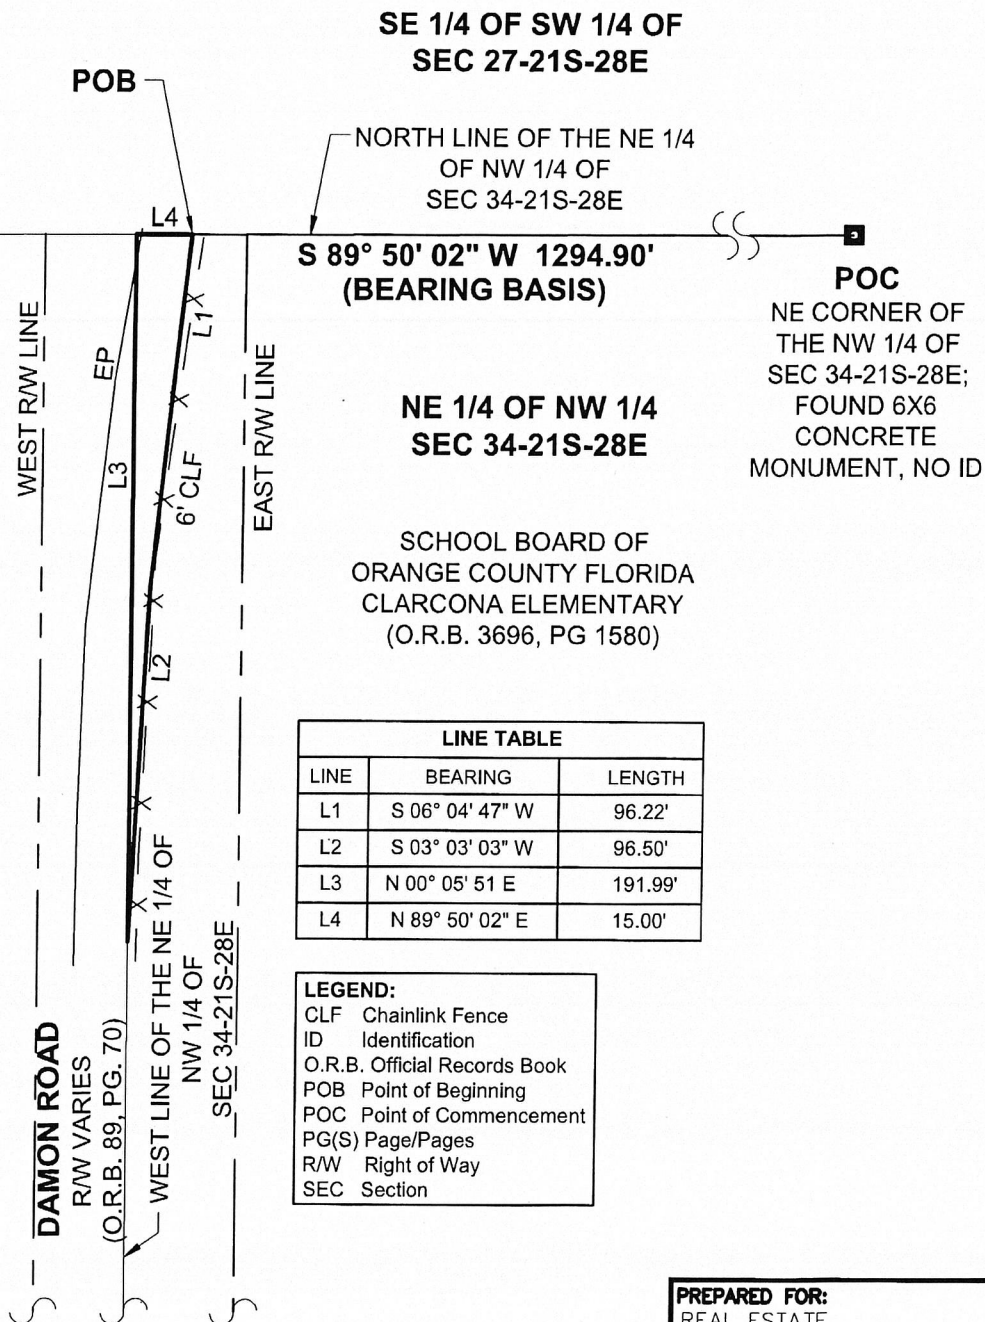 SE 1/4 OF SW 1/4 OF
SEC 27-21S-28E
POB
NORTH LINE OF THE NE 1/4
OF NW 1/4 OF
SEC 34-21S-28E
L4
S 89° 50' 02" W 1294.90'
(BEARING BASIS)
POC
NE CORNER OF
THE NW 1/4 OF
SEC 34-21S-28E;
FOUND 6X6
CONCRETE
MONUMENT, NO ID
WEST R/W LINE
EP
L3
L1
6' CLF
L2
EAST R/W LINE
NE 1/4 OF NW 1/4
SEC 34-21S-28E
SCHOOL BOARD OF
ORANGE COUNTY FLORIDA
CLARCONA ELEMENTARY
(O.R.B. 3696, PG 1580)
LINE TABLE
LINE BEARING LENGTH
L1 S 06° 04' 47" W 96.22'
L2 S 03° 03' 03" W 96.50'
L3 N 00° 05' 51 E 191.99'
L4 N 89° 50' 02" E 15.00'
DAMON ROAD
R/W VARIES
(O.R.B. 89, PG. 70)
WEST LINE OF THE NE 1/4 OF
NW 1/4 OF
SEC 34-21S-28E
LEGEND:
CLF Chainlink Fence
ID Identification
O.R.B. Official Records Book
POB Point of Beginning
POC Point of Commencement
PG(S) Page/Pages
R/W Right of Way
SEC Section
PREPARED FOR:
REAL ESTATE